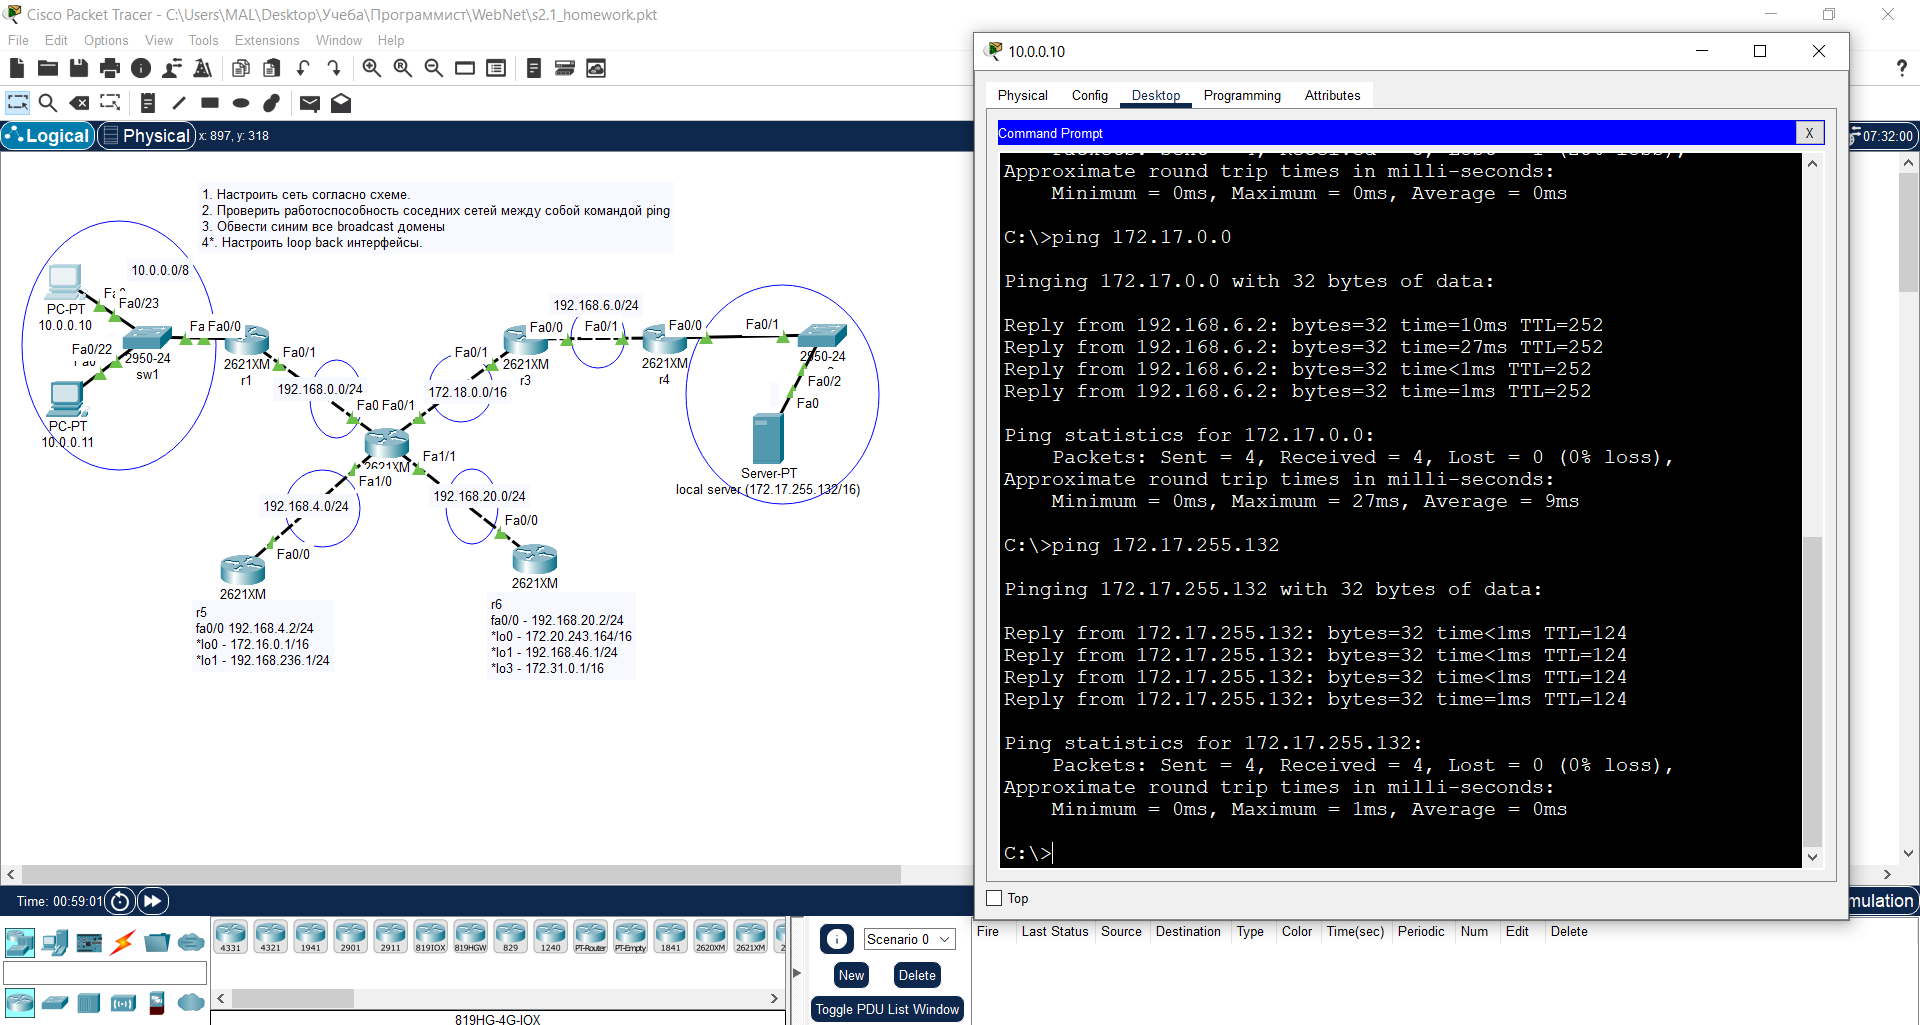 Cisco Packet Tracer - C:\Users\MAL\Desktop\Учеба\Программист\WebNet\s2.1_homework.pkt
File Edit Options View Tools Extensions Window Help
Logical Physical x: 897, y: 318
07:32:00
1. Настроить сеть согласно схеме.
2. Проверить работоспособность соседних сетей между собой командой ping
3. Обвести синим все broadcast домены
4*. Настроить loop back интерфейсы.
10.0.0.0/8
Fa0/23
PC-PT
10.0.0.10
Fa0/22
PC-PT
10.0.0.11
2950-24
sw1
Fa Fa0/0
2621XM
r1
Fa0/1
192.168.0.0/24
Fa0 Fa0/1
2621XM
172.18.0.0/16
Fa0/1
2621XM
r3
Fa0/0
192.168.6.0/24
Fa0/1
2621XM
r4
Fa0/0
Fa0/1
2950-24
Fa0/2
Fa0
Server-PT
local server (172.17.255.132/16)
Fa1/1
Fa1/0
192.168.4.0/24
192.168.20.0/24
Fa0/0
Fa0/0
2621XM
2621XM
r5
fa0/0 192.168.4.2/24
*lo0 - 172.16.0.1/16
*lo1 - 192.168.236.1/24
r6
fa0/0 - 192.168.20.2/24
*lo0 - 172.20.243.164/16
*lo1 - 192.168.46.1/24
*lo3 - 172.31.0.1/16
10.0.0.10
Physical Config Desktop Programming Attributes
Command Prompt
X
Approximate round trip times in milli-seconds:
Minimum = 0ms, Maximum = 0ms, Average = 0ms
C:\>ping 172.17.0.0
Pinging 172.17.0.0 with 32 bytes of data:
Reply from 192.168.6.2: bytes=32 time=10ms TTL=252
Reply from 192.168.6.2: bytes=32 time=27ms TTL=252
Reply from 192.168.6.2: bytes=32 time<1ms TTL=252
Reply from 192.168.6.2: bytes=32 time=1ms TTL=252
Ping statistics for 172.17.0.0:
Packets: Sent = 4, Received = 4, Lost = 0 (0% loss),
Approximate round trip times in milli-seconds:
Minimum = 0ms, Maximum = 27ms, Average = 9ms
C:\>ping 172.17.255.132
Pinging 172.17.255.132 with 32 bytes of data:
Reply from 172.17.255.132: bytes=32 time<1ms TTL=124
Reply from 172.17.255.132: bytes=32 time<1ms TTL=124
Reply from 172.17.255.132: bytes=32 time<1ms TTL=124
Reply from 172.17.255.132: bytes=32 time=1ms TTL=124
Ping statistics for 172.17.255.132:
Packets: Sent = 4, Received = 4, Lost = 0 (0% loss),
Approximate round trip times in milli-seconds:
Minimum = 0ms, Maximum = 1ms, Average = 0ms
C:\>
Top
Time: 00:59:01
mulation
4331 4321 1941 2901 2911 819IOX 819HGW 829 1240 PT-Router PT-Empty 1841 2620XM 2621XM
819HG-4G-IOX
Scenario 0
New Delete
Toggle PDU List Window
Fire Last Status Source Destination Type Color Time(sec) Periodic Num Edit Delete